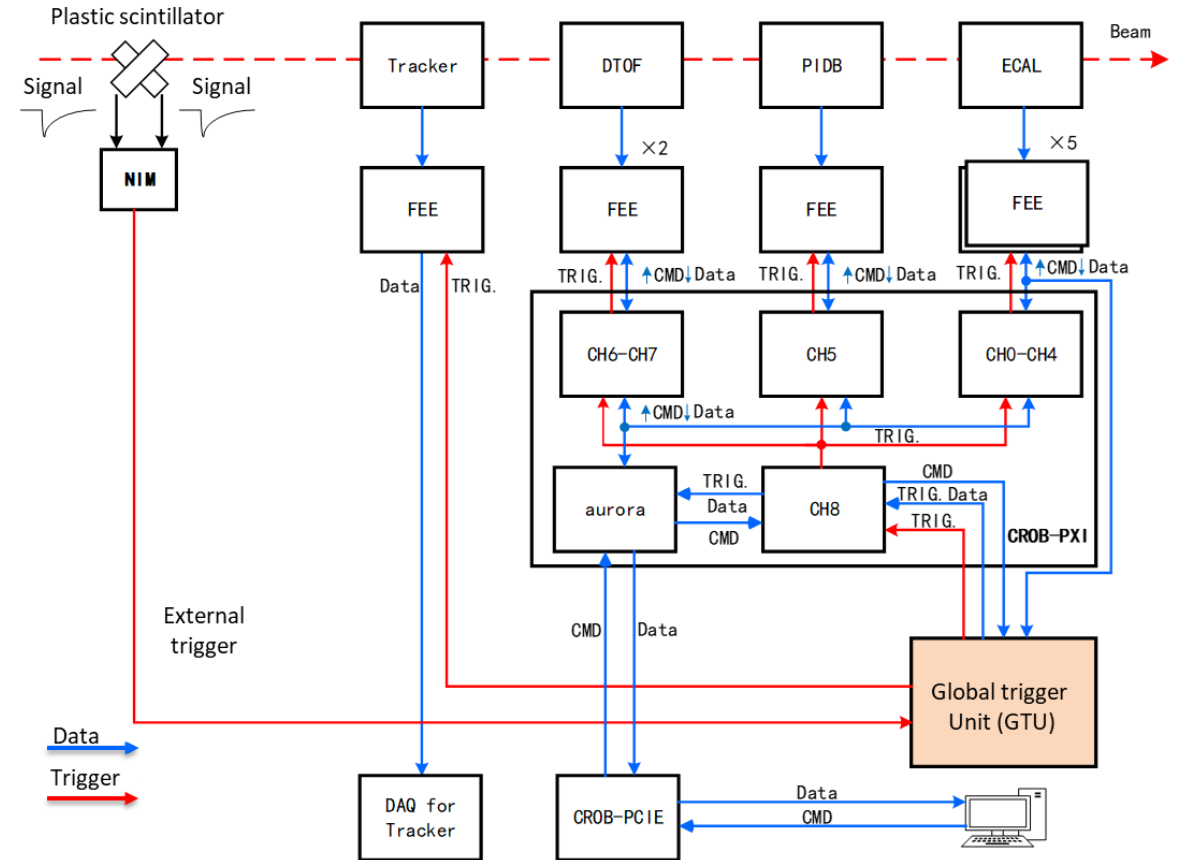 Plastic scintillator
Beam
Signal
Signal
Tracker
DTOF
PIDB
ECAL
×2
×5
NIM
FEE
FEE
FEE
FEE
Data
TRIG.
TRIG.
↑CMD↓Data
TRIG.
↑CMD↓Data
TRIG.
↑CMD↓Data
CH6-CH7
CH5
CH0-CH4
↑CMD↓Data
TRIG.
aurora
TRIG.
Data
CMD
CH8
CMD
TRIG. Data
TRIG.
CROB-PXI
External
trigger
CMD
Data
Global trigger
Unit (GTU)
Data
Trigger
DAQ for
Tracker
CROB-PCIE
Data
CMD